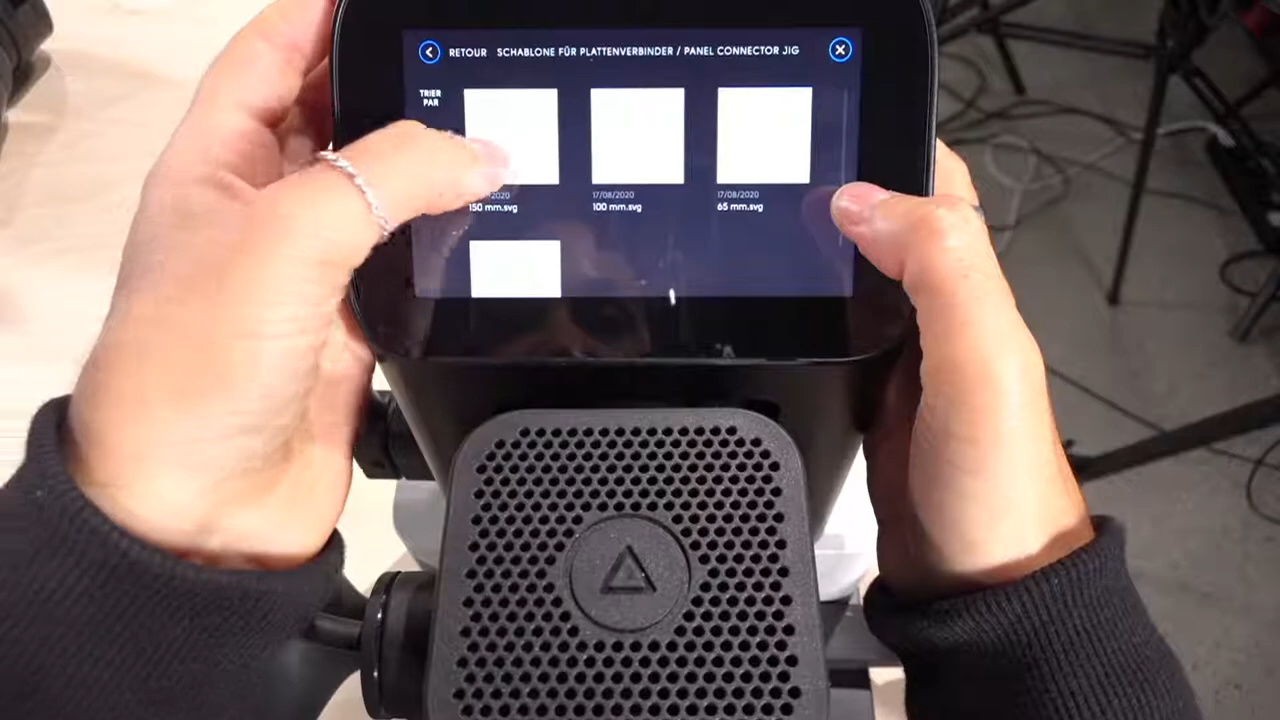 RETOUR SCHABLONE FÜR PLATTENVERBINDER / PANEL CONNECTOR JIG
TRIER
PAR
2020 17/08/2020 17/08/2020
150 mm.svg 100 mm.svg 65 mm.svg